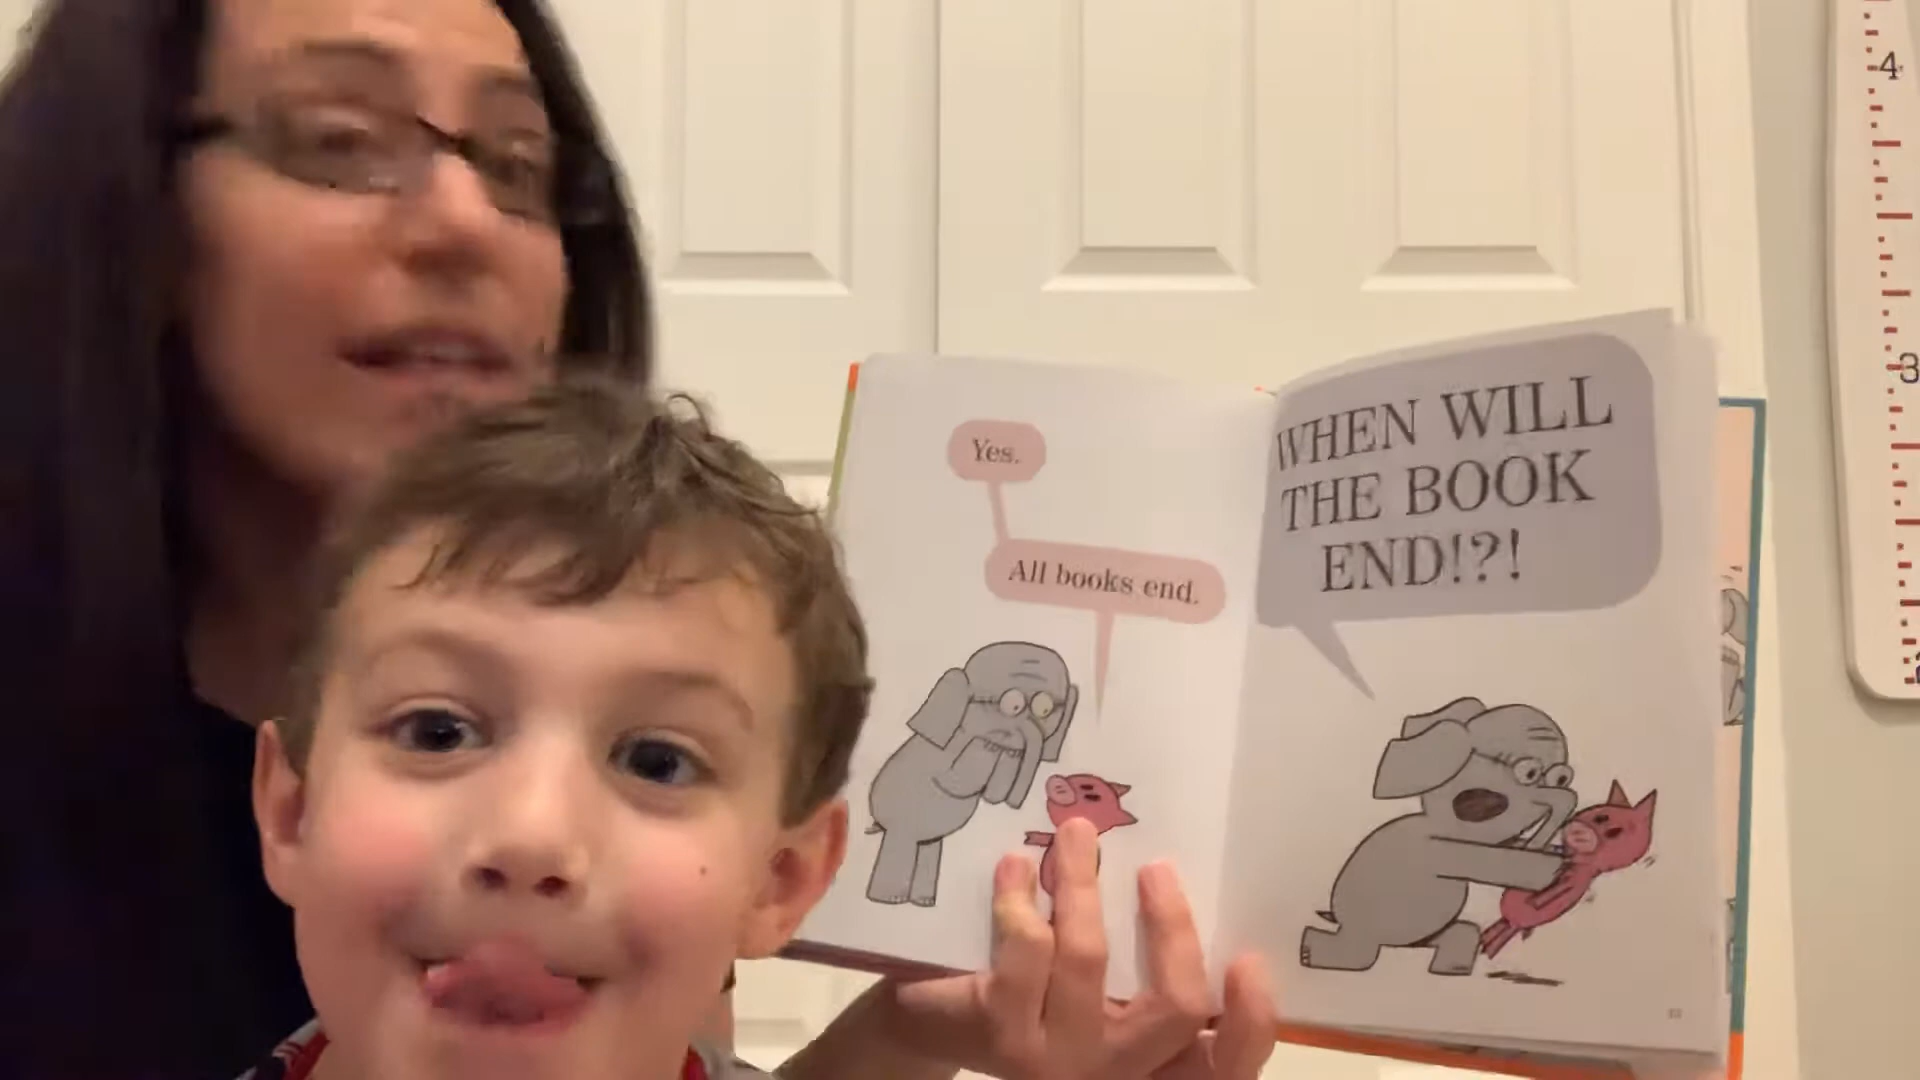 Yes.
All books end.
WHEN WILL
THE BOOK
END!?!
4
3